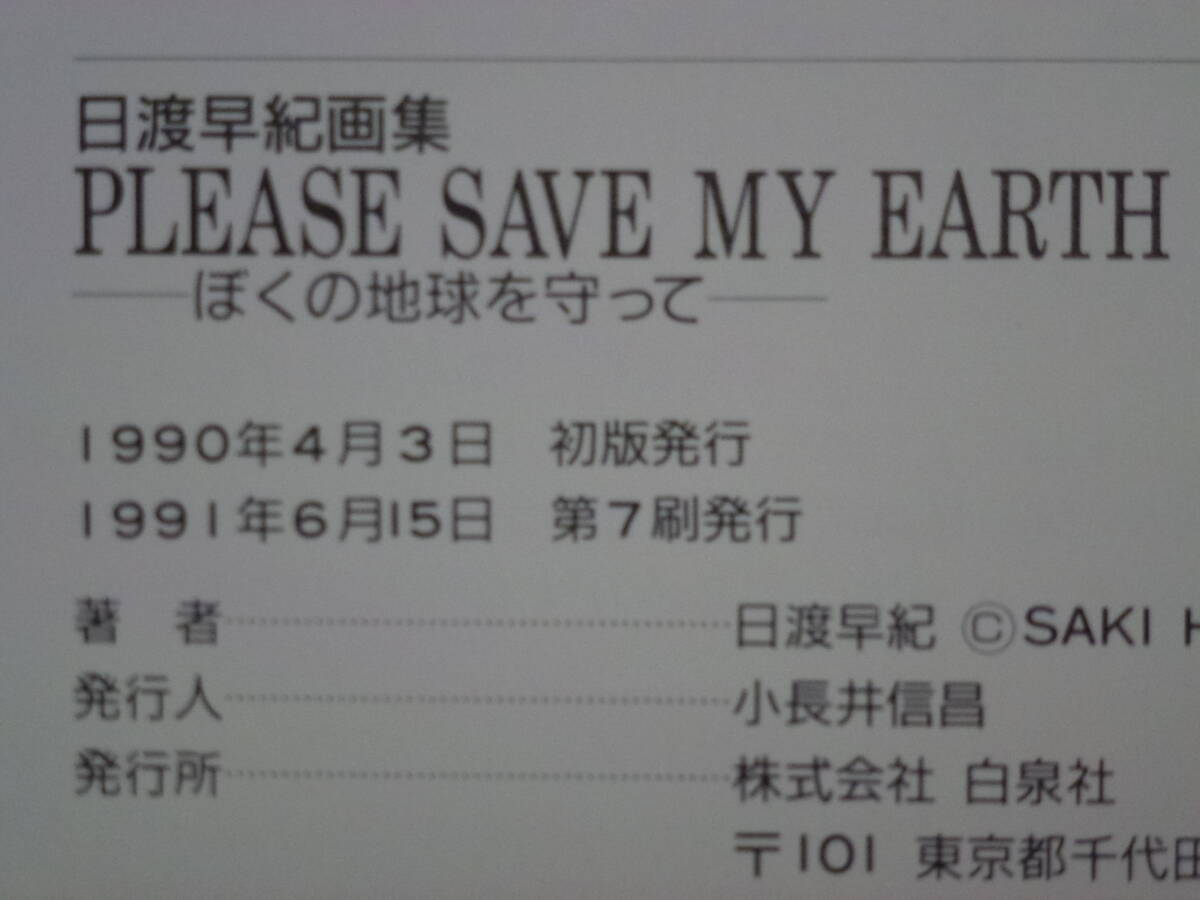 日渡早紀画集
PLEASE SAVE MY EARTH
——ぼくの地球を守って——
1990年4月3日　初版発行
1991年6月15日　第7刷発行
著　者…………………………日渡早紀 ©SAKI H
発行人…………………………小長井信昌
発行所…………………………株式会社 白泉社
〒101 東京都千代田